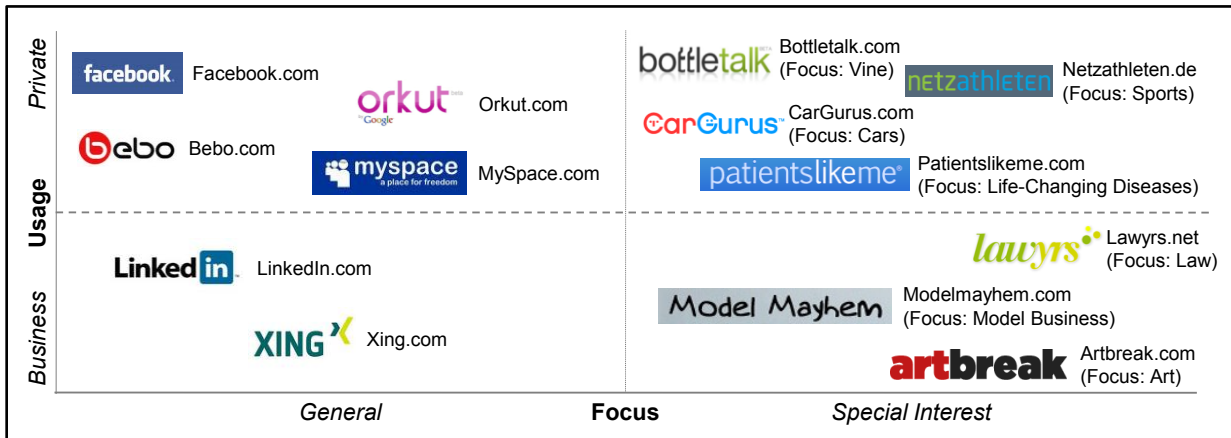 Private
Usage
Business
facebook.
Facebook.com
orkut beta
by Google
Orkut.com
bebo
Bebo.com
myspace
a place for freedom
MySpace.com
bottletalk BETA
Bottletalk.com
(Focus: Vine)
netzathleten
Netzathleten.de
(Focus: Sports)
CarGurus™
CarGurus.com
(Focus: Cars)
patientslikeme®
Patientslikeme.com
(Focus: Life-Changing Diseases)
Linked in
LinkedIn.com
XING
Xing.com
lawyrs
Lawyrs.net
(Focus: Law)
Model Mayhem
Modelmayhem.com
(Focus: Model Business)
artbreak
Artbreak.com
(Focus: Art)
General
Focus
Special Interest